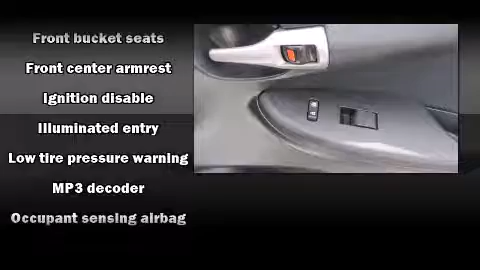 Front bucket seats
Front center armrest
Ignition disable
Illuminated entry
Low tire pressure warning
MP3 decoder
Occupant sensing airbag